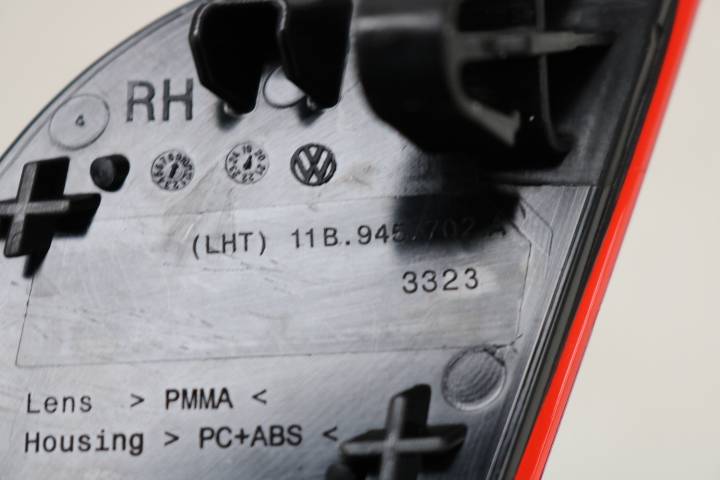 RH
(LHT) 11B.945.702 A
3323
Lens > PMMA <
Housing > PC+ABS <